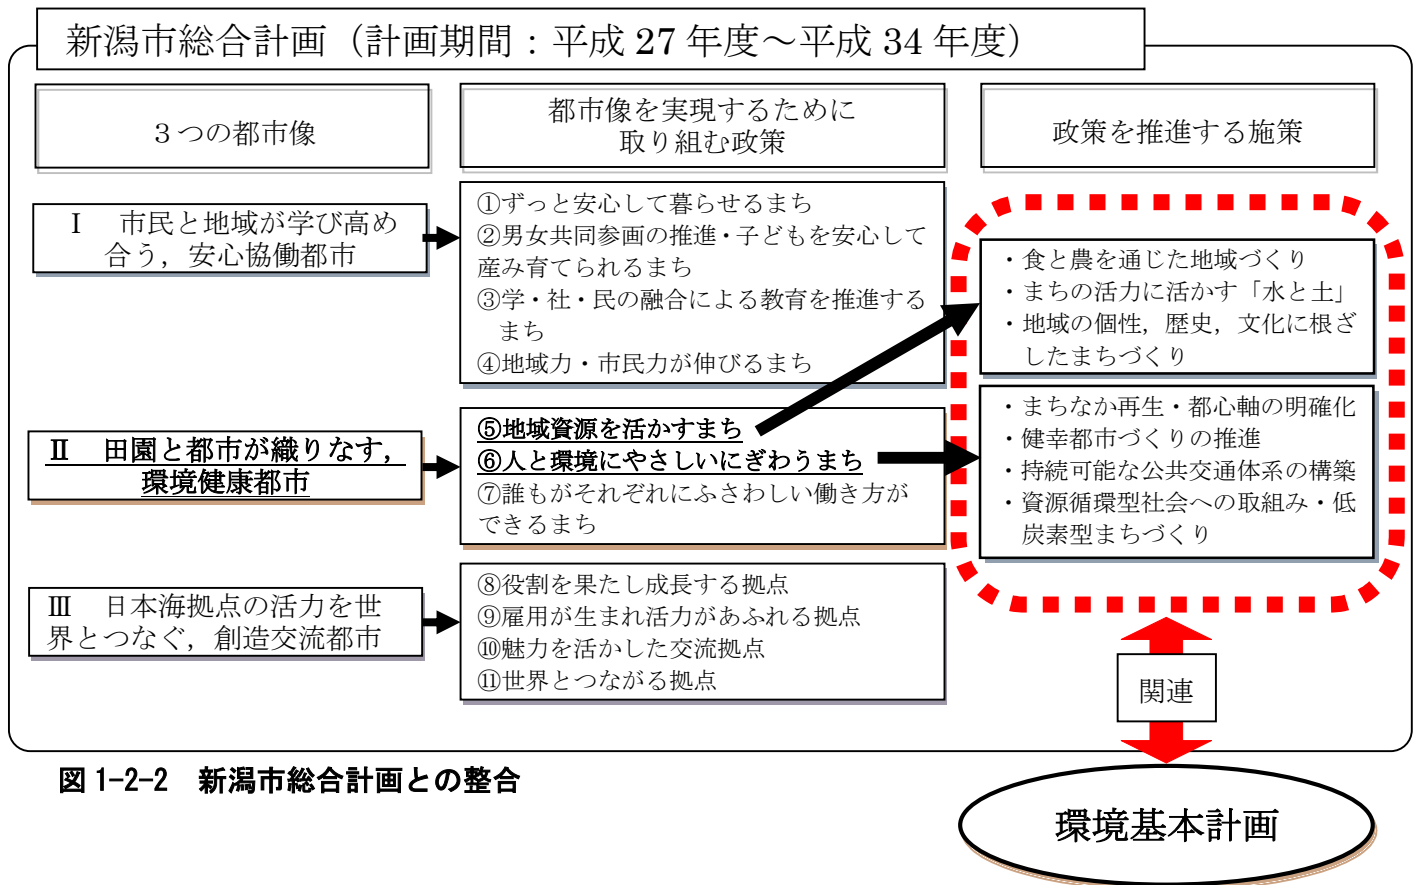 新潟市総合計画（計画期間：平成 27 年度～平成 34 年度）
３つの都市像
都市像を実現するために
取り組む政策
政策を推進する施策
Ⅰ　市民と地域が学び高め
合う，安心協働都市
①ずっと安心して暮らせるまち
②男女共同参画の推進・子どもを安心して
産み育てられるまち
③学・社・民の融合による教育を推進する
まち
④地域力・市民力が伸びるまち
・食と農を通じた地域づくり
・まちの活力に活かす「水と土」
・地域の個性，歴史，文化に根ざ
したまちづくり
Ⅱ　田園と都市が織りなす，
環境健康都市
⑤地域資源を活かすまち
⑥人と環境にやさしいにぎわうまち
⑦誰もがそれぞれにふさわしい働き方が
できるまち
・まちなか再生・都心軸の明確化
・健幸都市づくりの推進
・持続可能な公共交通体系の構築
・資源循環型社会への取組み・低
炭素型まちづくり
Ⅲ　日本海拠点の活力を世
界とつなぐ，創造交流都市
⑧役割を果たし成長する拠点
⑨雇用が生まれ活力があふれる拠点
⑩魅力を活かした交流拠点
⑪世界とつながる拠点
関連
図 1-2-2　新潟市総合計画との整合
環境基本計画